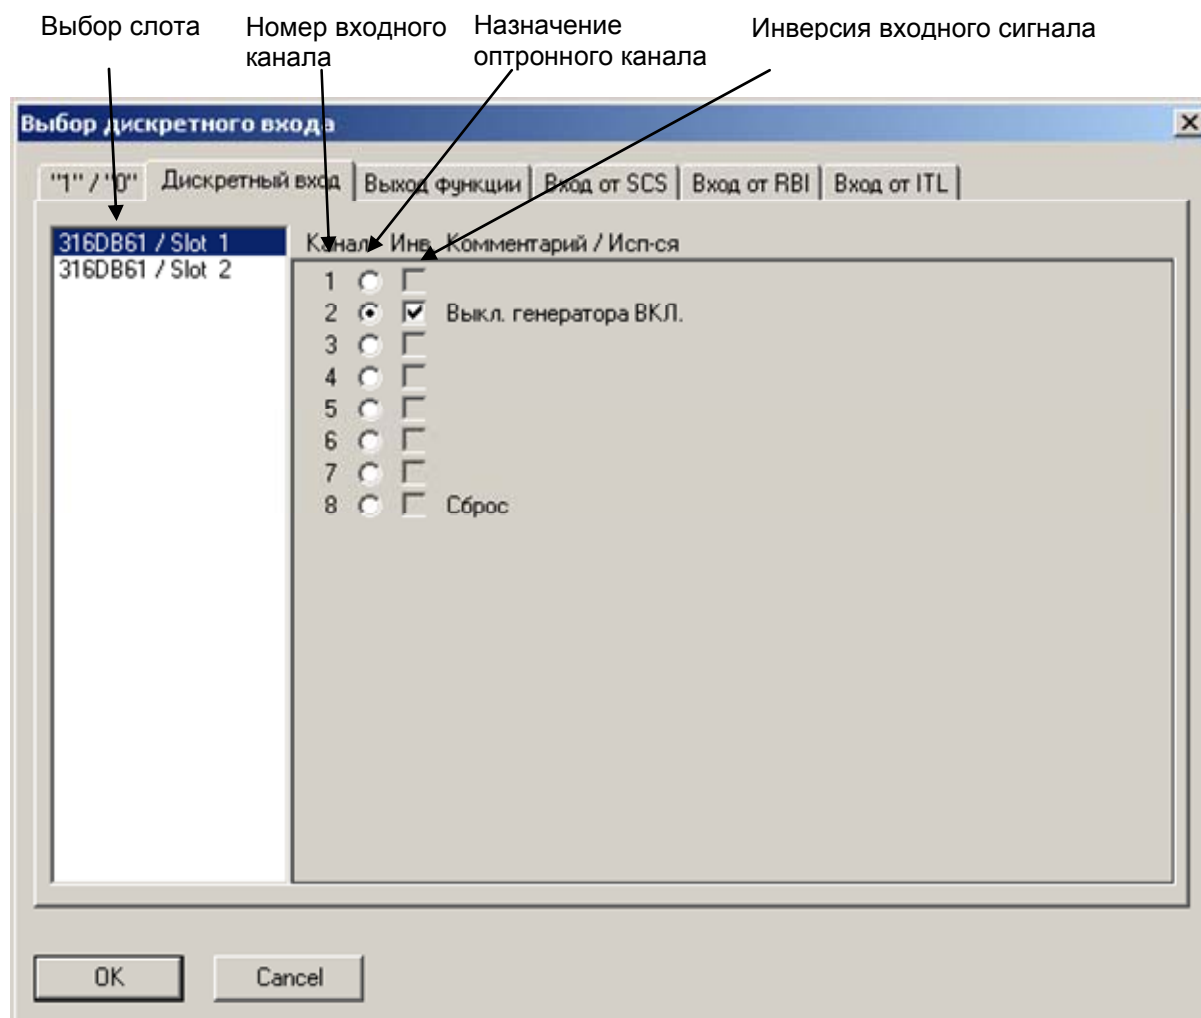 Выбор слота
Номер входного
канала
Назначение
оптронного канала
Инверсия входного сигнала
Выбор дискретного входа
"1" / "0"
Дискретный вход
Выход функции
Вход от SCS
Вход от RBI
Вход от ITL
316DB61 / Slot 1
316DB61 / Slot 2
Канал Инв. Комментарий / Исп-ся
1
2 Выкл. генератора ВКЛ.
3
4
5
6
7
8 Сброс
OK
Cancel